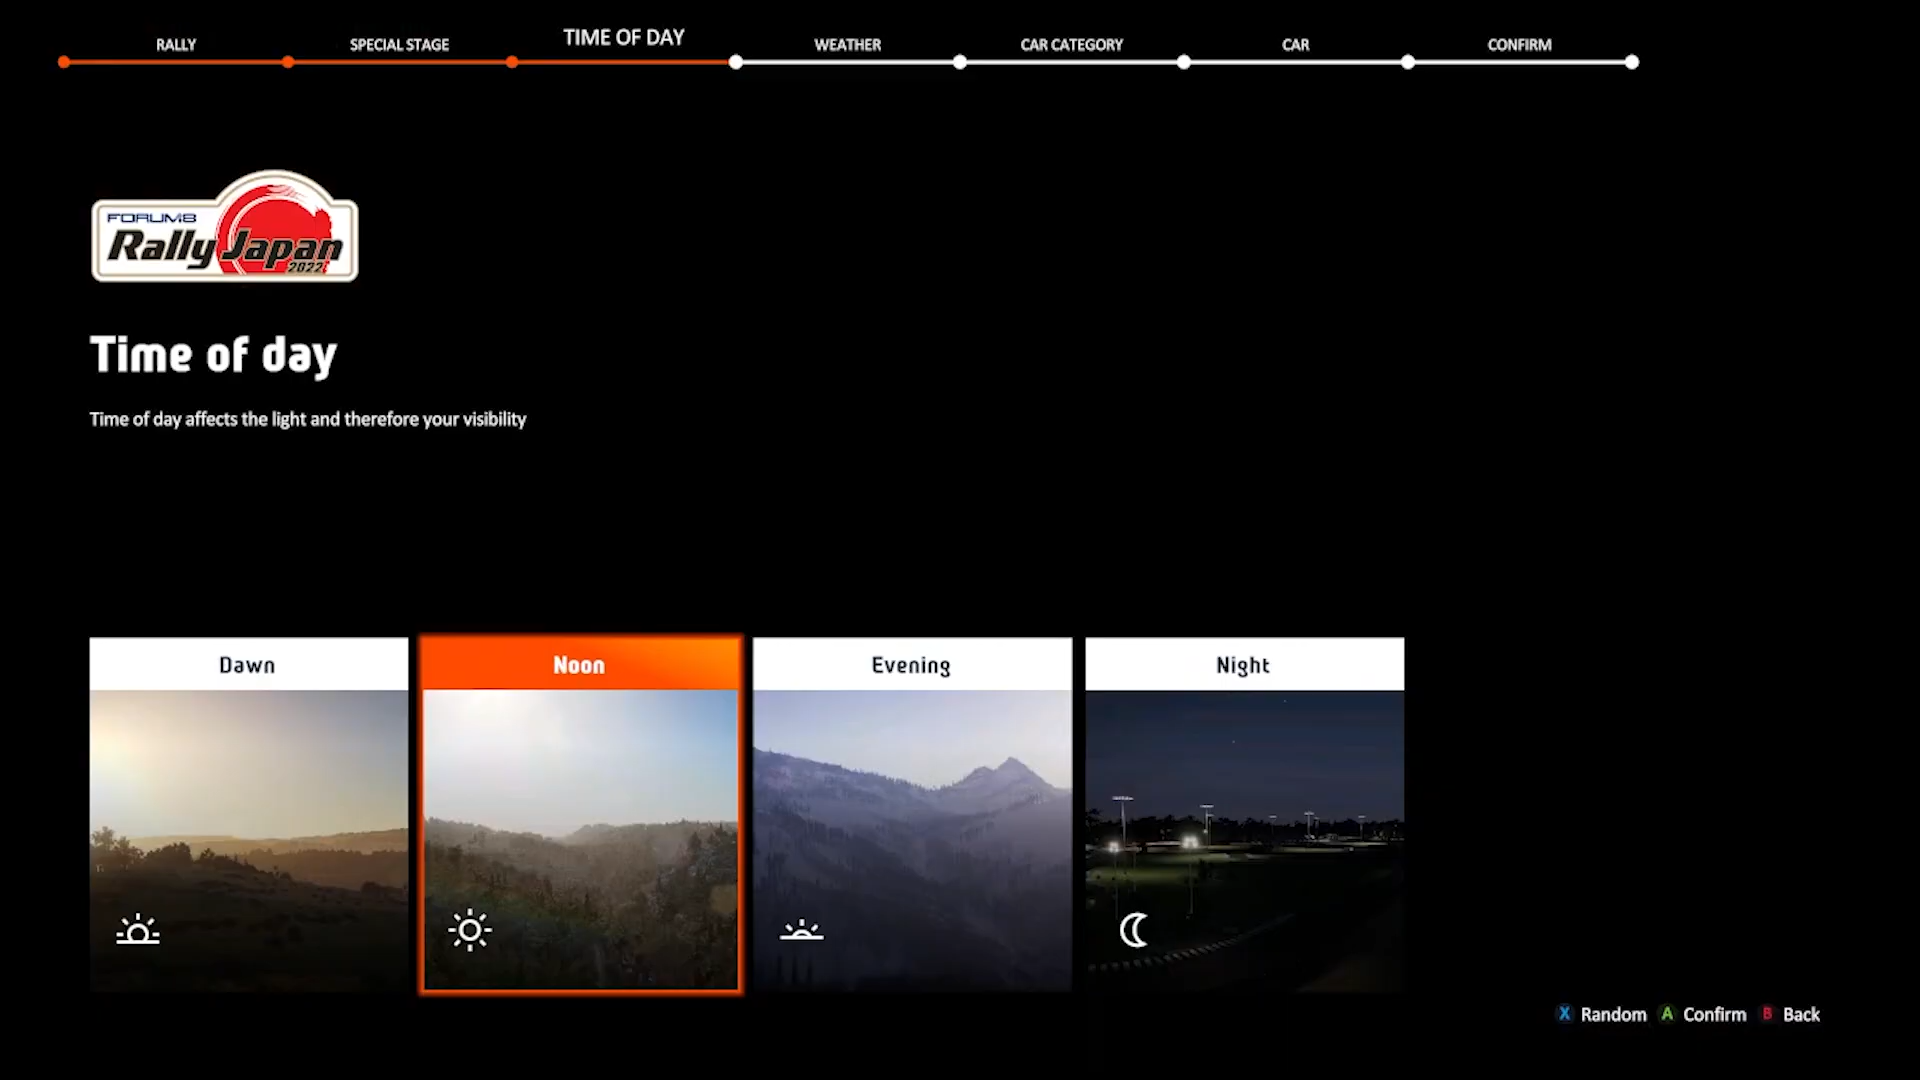 RALLY
SPECIAL STAGE
TIME OF DAY
WEATHER
CAR CATEGORY
CAR
CONFIRM
FORUM8
Rally Japan
2022
Time of day
Time of day affects the light and therefore your visibility
Dawn
Noon
Evening
Night
X Random A Confirm B Back